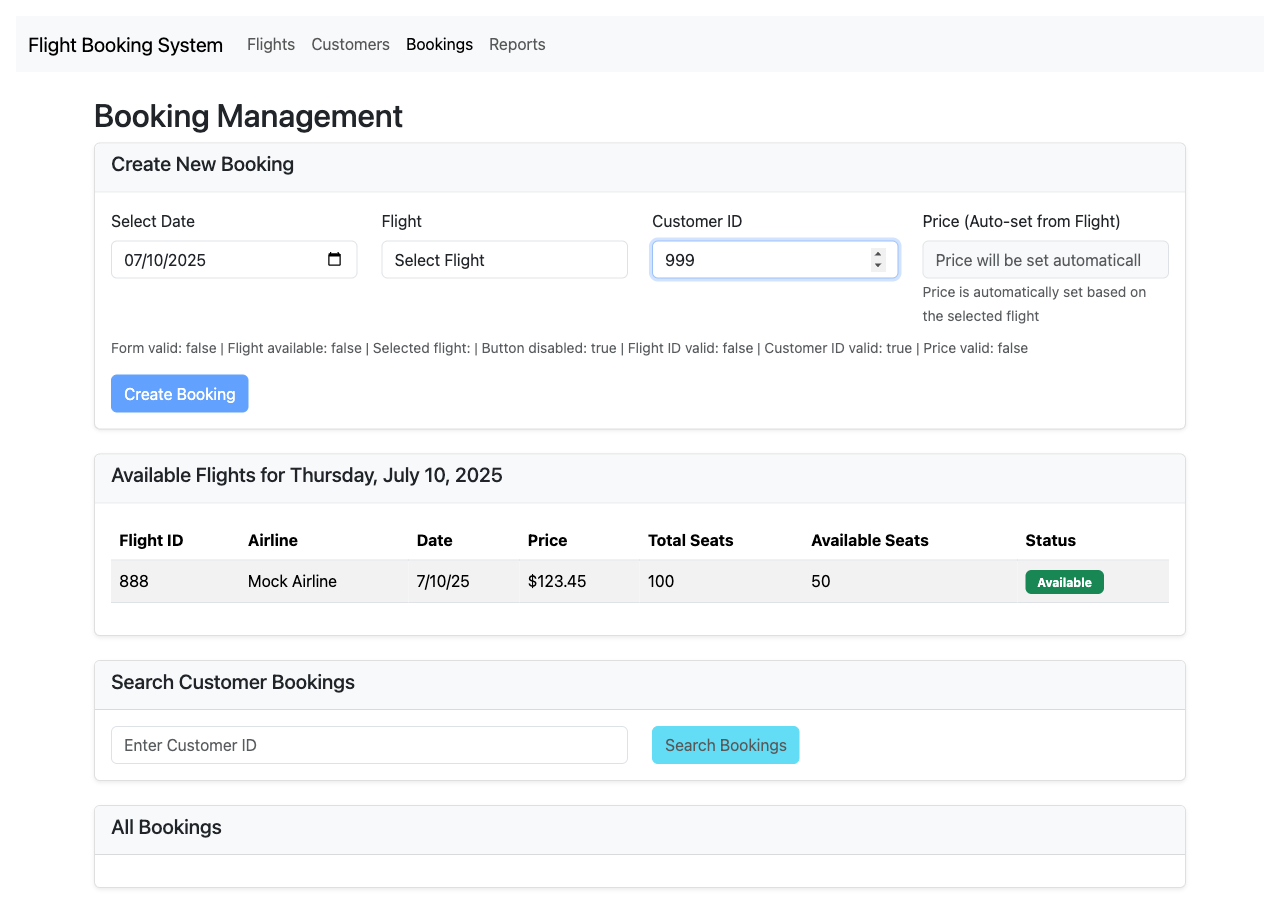 Flight Booking System Flights Customers Bookings Reports
Booking Management
Create New Booking
Select Date Flight Customer ID Price (Auto-set from Flight)
07/10/2025 Select Flight 999 Price will be set automaticall
Price is automatically set based on
the selected flight
Form valid: false | Flight available: false | Selected flight: | Button disabled: true | Flight ID valid: false | Customer ID valid: true | Price valid: false
Create Booking
Available Flights for Thursday, July 10, 2025
Flight ID Airline Date Price Total Seats Available Seats Status
888 Mock Airline 7/10/25 $123.45 100 50 Available
Search Customer Bookings
Enter Customer ID Search Bookings
All Bookings